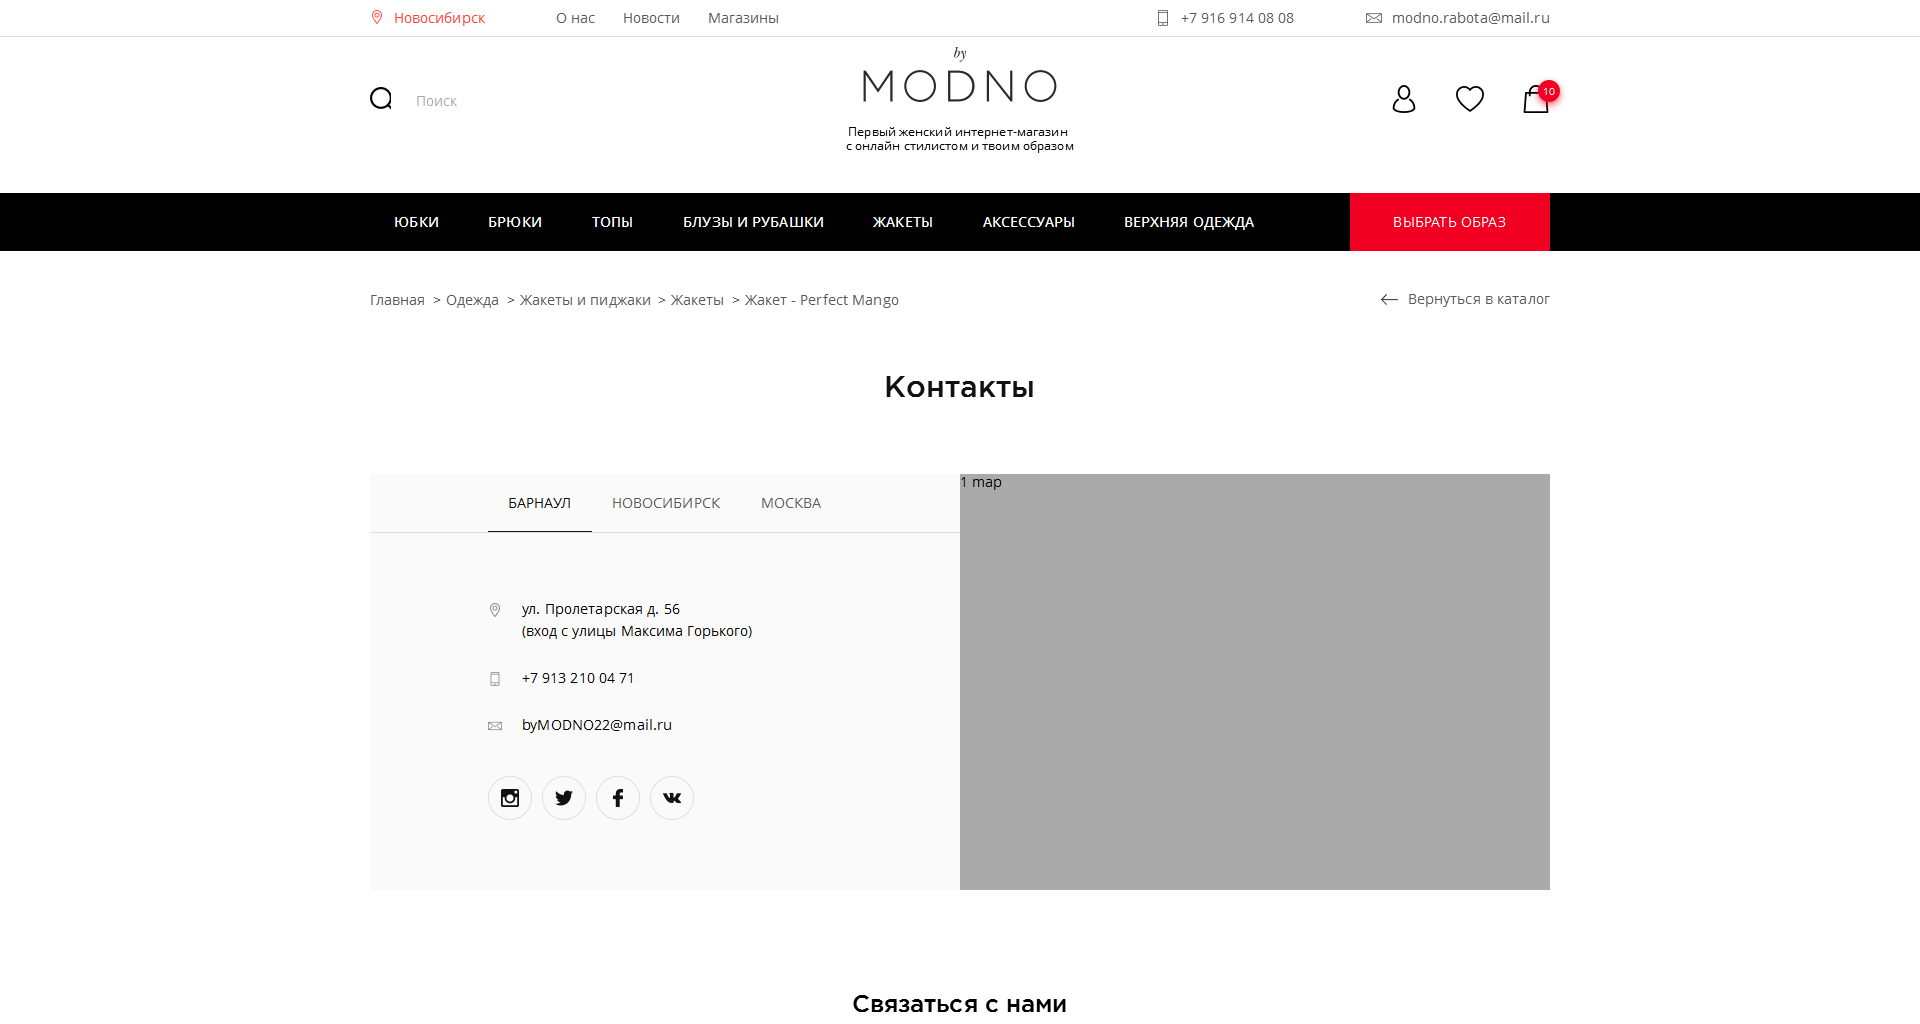 Новосибирск
О нас
Новости
Магазины
+7 916 914 08 08
modno.rabota@mail.ru
Поиск
by
MODNO
Первый женский интернет-магазин
с онлайн стилистом и твоим образом
10
ЮБКИ
БРЮКИ
ТОПЫ
БЛУЗЫ И РУБАШКИ
ЖАКЕТЫ
АКСЕССУАРЫ
ВЕРХНЯЯ ОДЕЖДА
ВЫБРАТЬ ОБРАЗ
Главная > Одежда > Жакеты и пиджаки > Жакеты > Жакет - Perfect Mango
Вернуться в каталог
Контакты
БАРНАУЛ
НОВОСИБИРСК
МОСКВА
1 map
ул. Пролетарская д. 56
(вход с улицы Максима Горького)
+7 913 210 04 71
byMODNO22@mail.ru
Связаться с нами